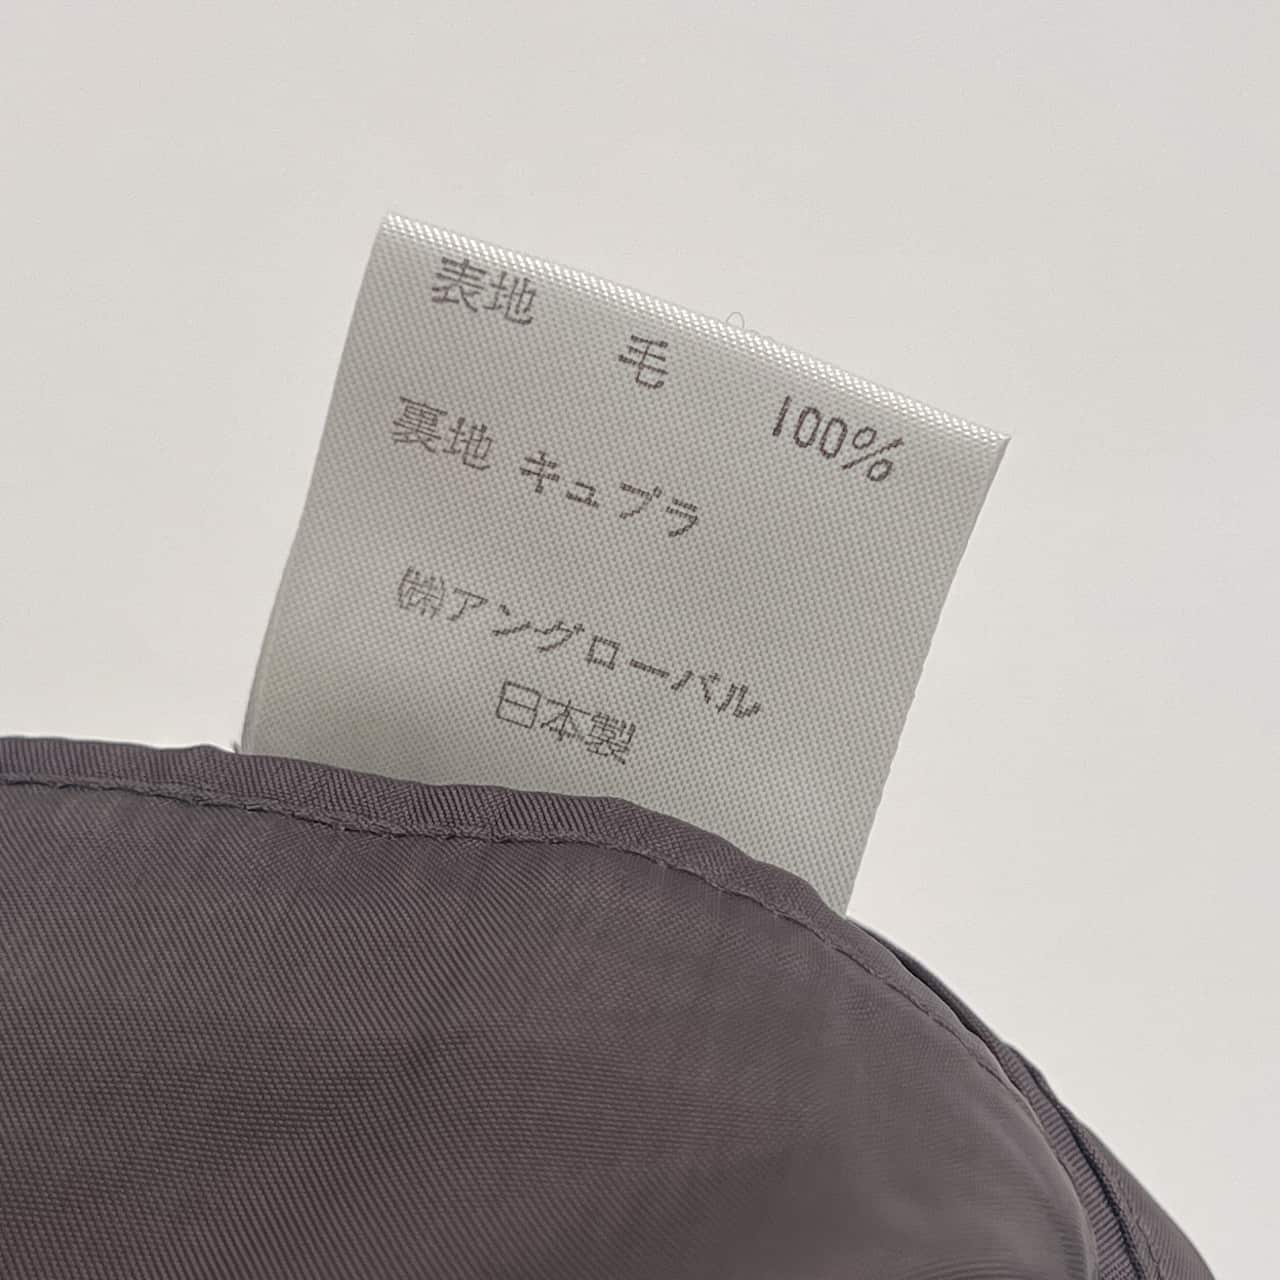 表地 毛 100%
裏地 キュプラ
㈱アングローバル
日本製